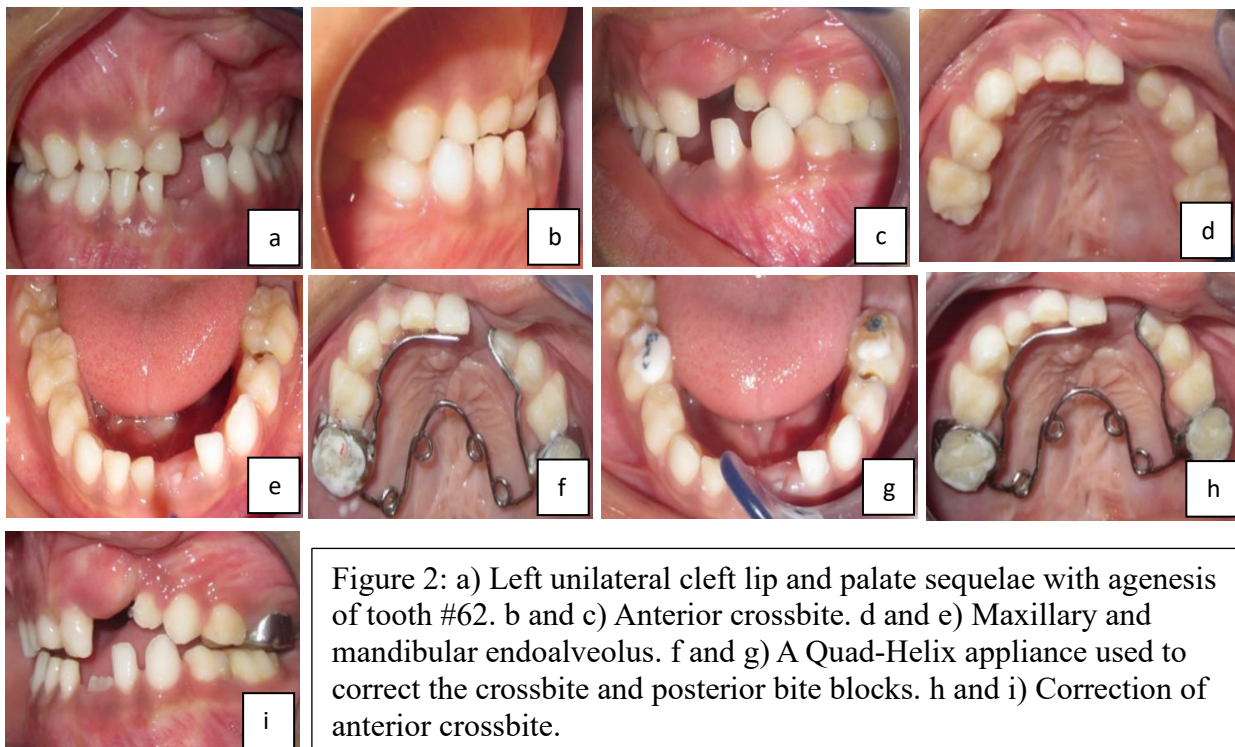 a
b
c
d
e
f
g
h
i
Figure 2: a) Left unilateral cleft lip and palate sequelae with agenesis
of tooth #62. b and c) Anterior crossbite. d and e) Maxillary and
mandibular endoalveolus. f and g) A Quad-Helix appliance used to
correct the crossbite and posterior bite blocks. h and i) Correction of
anterior crossbite.